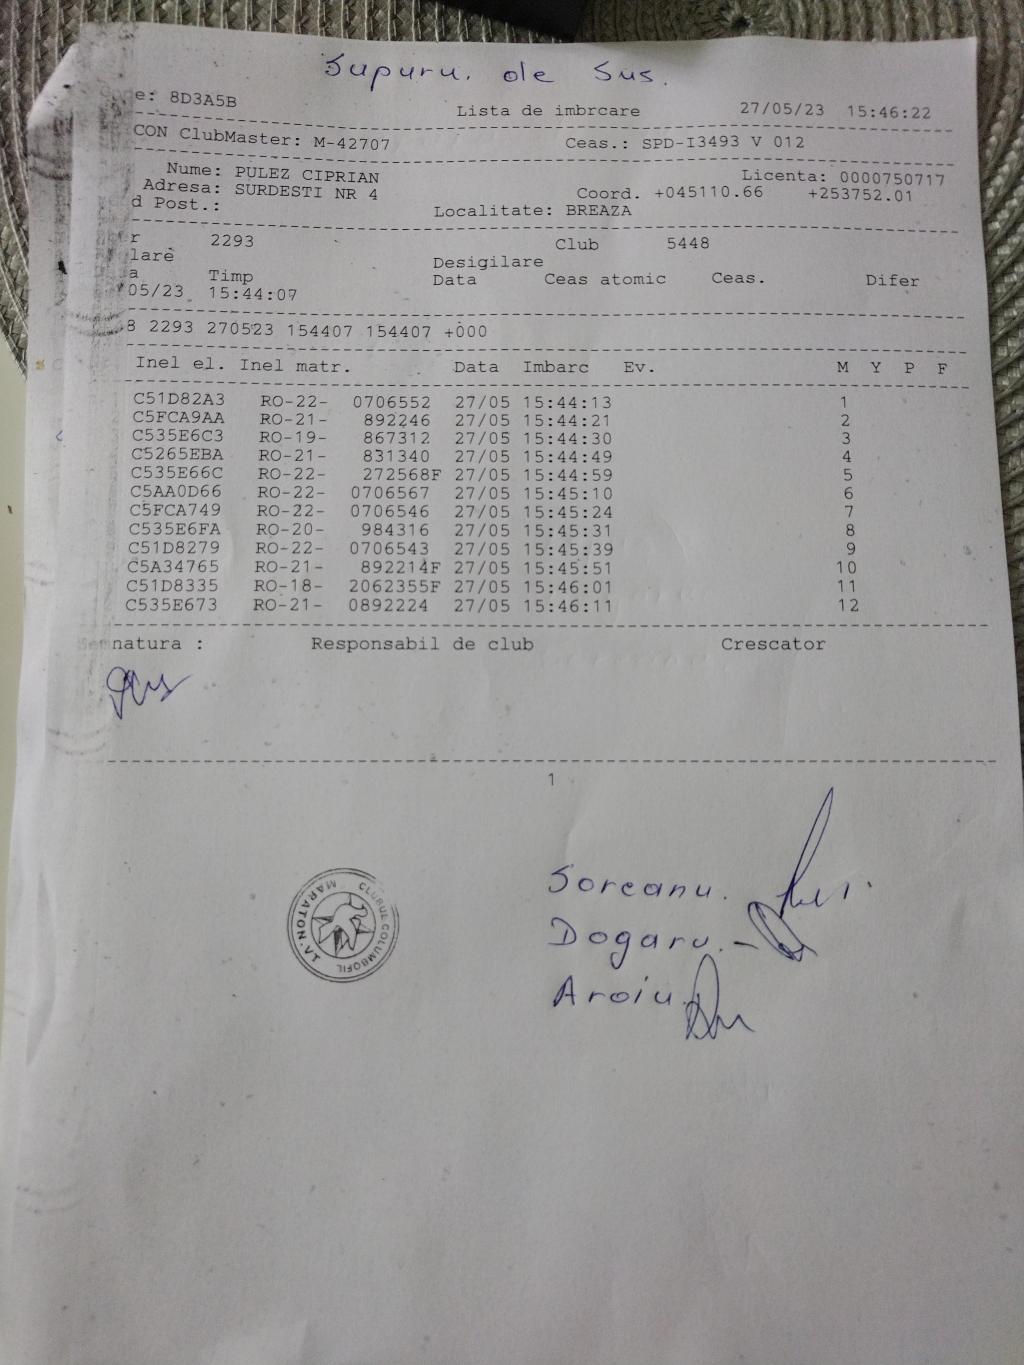 Supuru. de Sus.
e: 8D3A5B Lista de imbrcare 27/05/23 15:46:22
CON ClubMaster: M-42707 Ceas.: SPD-I3493 V 012
Nume: PULEZ CIPRIAN Licenta: 0000750717
Adresa: SURDESTI NR 4 Coord. +045110.66 +253752.01
d Post.: Localitate: BREAZA
r 2293 Club 5448
lare Desigilare
a Timp Data Ceas atomic Ceas. Difer
05/23 15:44:07
8 2293 270523 154407 154407 +000
Inel el. Inel matr. Data Imbarc Ev. M Y P F
C51D82A3 RO-22- 0706552 27/05 15:44:13 1
C5FCA9AA RO-21- 892246 27/05 15:44:21 2
C535E6C3 RO-19- 867312 27/05 15:44:30 3
C5265EBA RO-21- 831340 27/05 15:44:49 4
C535E66C RO-22- 272568F 27/05 15:44:59 5
C5AA0D66 RO-22- 0706567 27/05 15:45:10 6
C5FCA749 RO-22- 0706546 27/05 15:45:24 7
C535E6FA RO-20- 984316 27/05 15:45:31 8
C51D8279 RO-22- 0706543 27/05 15:45:39 9
C5A34765 RO-21- 892214F 27/05 15:45:51 10
C51D8335 RO-18- 2062355F 27/05 15:46:01 11
C535E673 RO-21- 0892224 27/05 15:46:11 12
Semnatura : Responsabil de club Crescator
1
CLUBUL COLUMBOFIL
MARATON
Soreanu.
Dogaru. -
Aroiu.